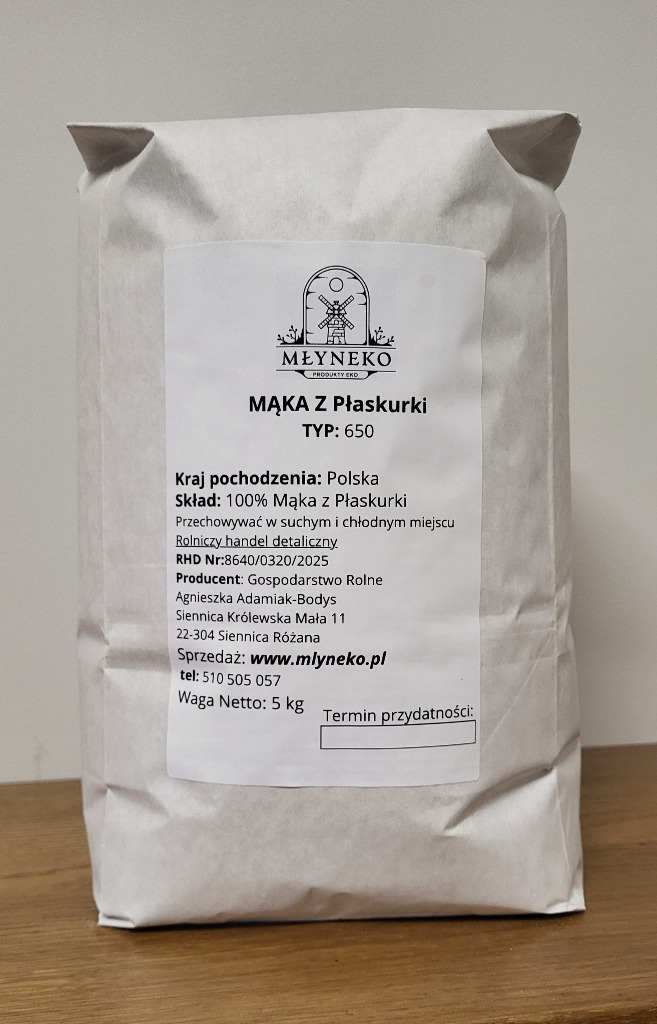 MŁYNEKO
PRODUKTY EKO
MĄKA Z Płaskurki
TYP: 650
Kraj pochodzenia: Polska
Skład: 100% Mąka z Płaskurki
Przechowywać w suchym i chłodnym miejscu
Rolniczy handel detaliczny
RHD Nr:8640/0320/2025
Producent: Gospodarstwo Rolne
Agnieszka Adamiak-Bodys
Siennica Królewska Mała 11
22-304 Siennica Różana
Sprzedaż: www.mlyneko.pl
tel: 510 505 057
Waga Netto: 5 kg
Termin przydatności: